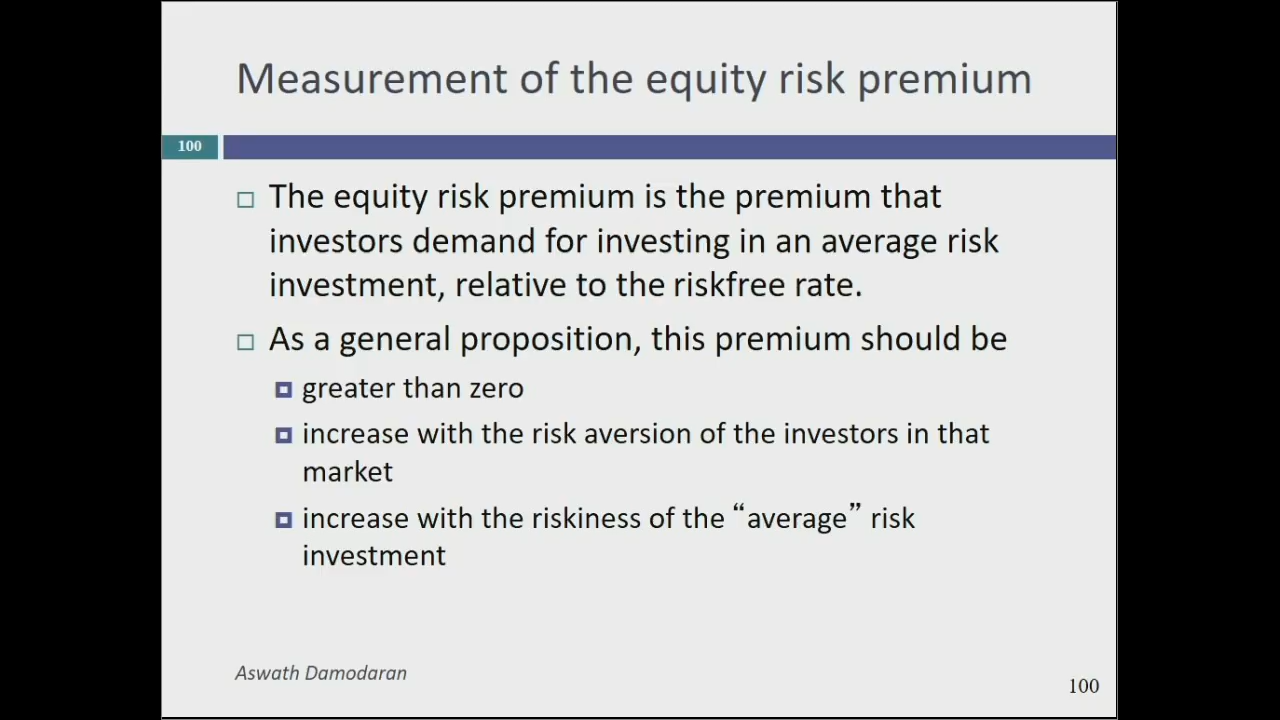 Measurement of the equity risk premium
100
The equity risk premium is the premium that
investors demand for investing in an average risk
investment, relative to the riskfree rate.
As a general proposition, this premium should be
greater than zero
increase with the risk aversion of the investors in that
market
increase with the riskiness of the “average” risk
investment
Aswath Damodaran
100